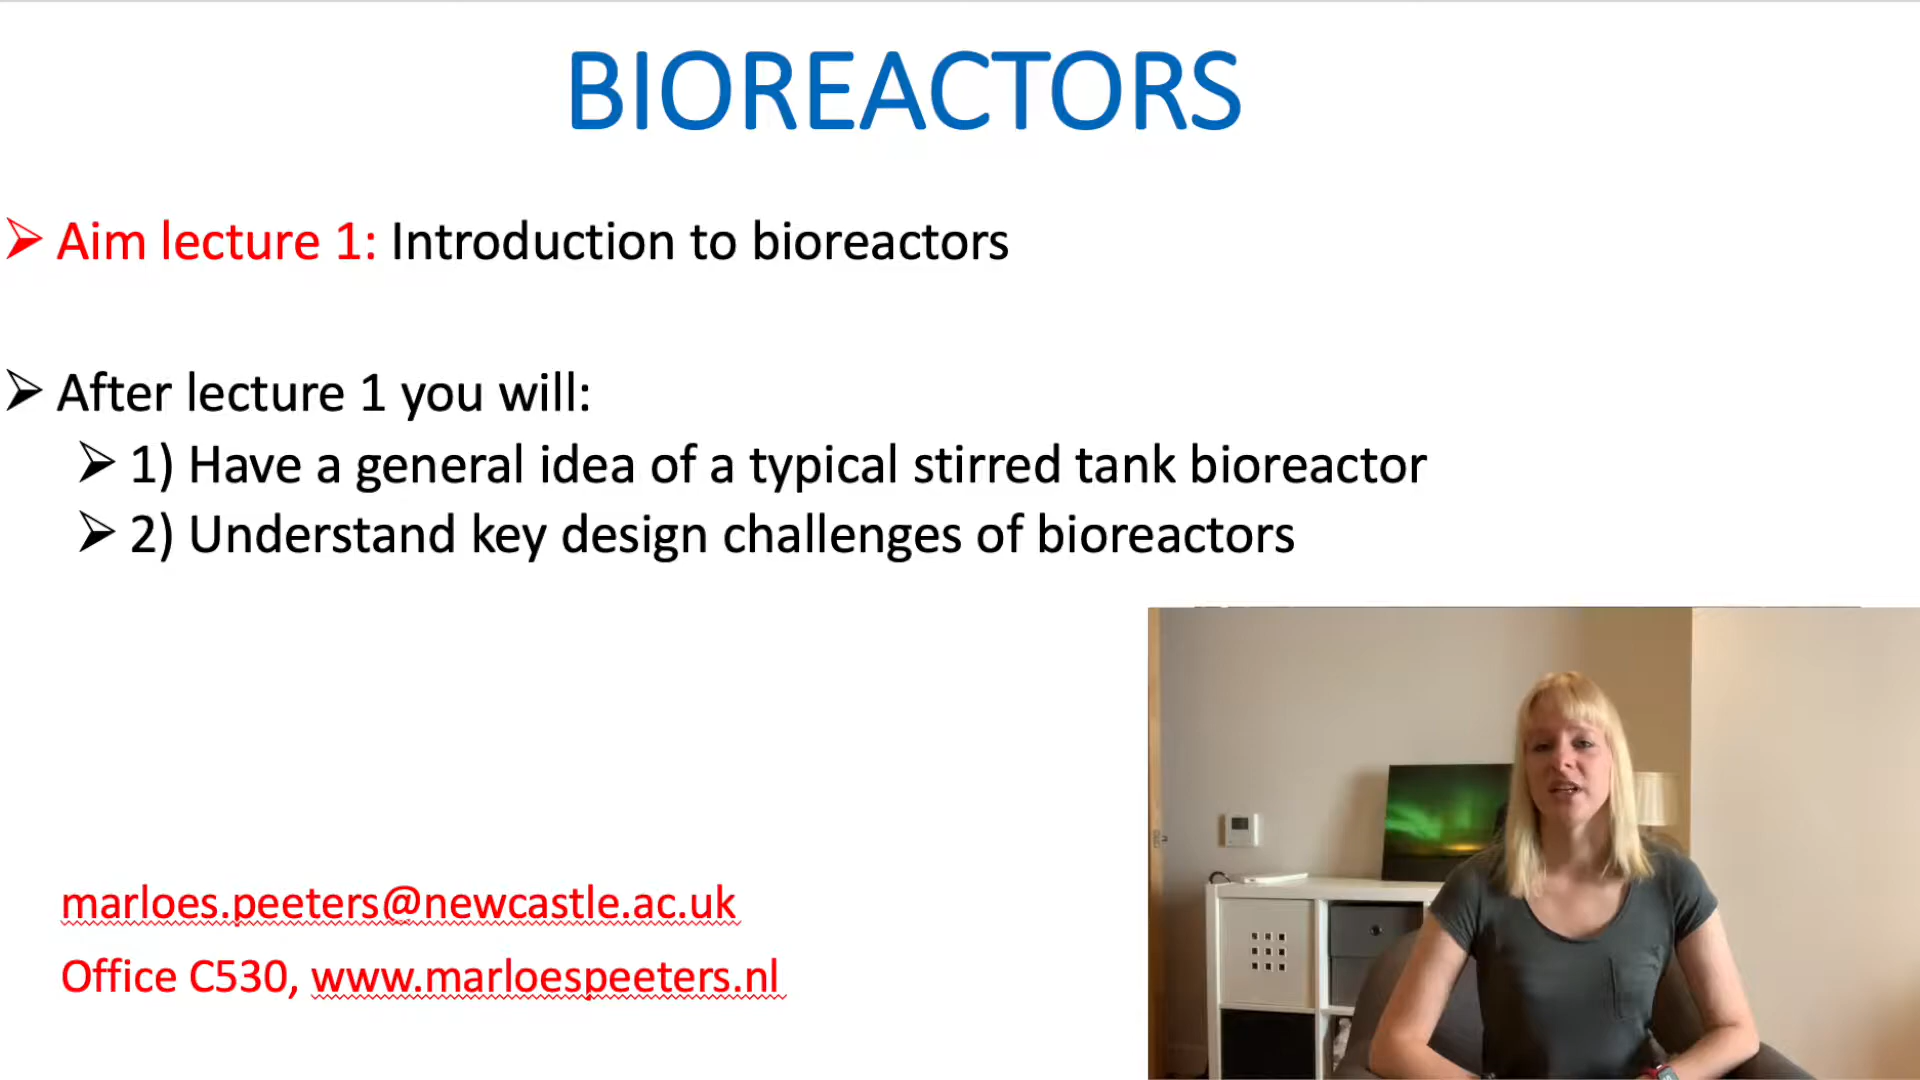 BIOREACTORS
Aim lecture 1: Introduction to bioreactors
After lecture 1 you will:
1) Have a general idea of a typical stirred tank bioreactor
2) Understand key design challenges of bioreactors
marloes.peeters@newcastle.ac.uk
Office C530, www.marloespeeters.nl